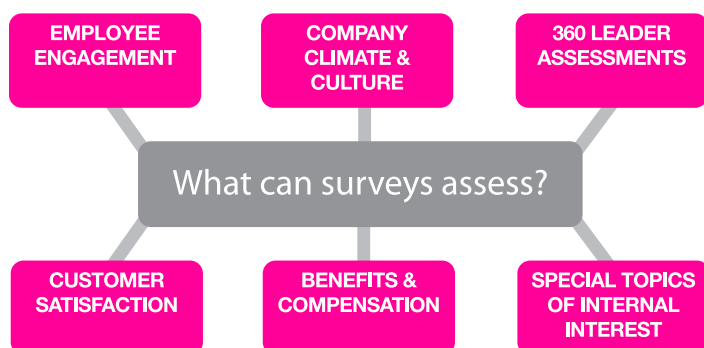 EMPLOYEE
ENGAGEMENT
COMPANY
CLIMATE &
CULTURE
360 LEADER
ASSESSMENTS
What can surveys assess?
CUSTOMER
SATISFACTION
BENEFITS &
COMPENSATION
SPECIAL TOPICS
OF INTERNAL
INTEREST